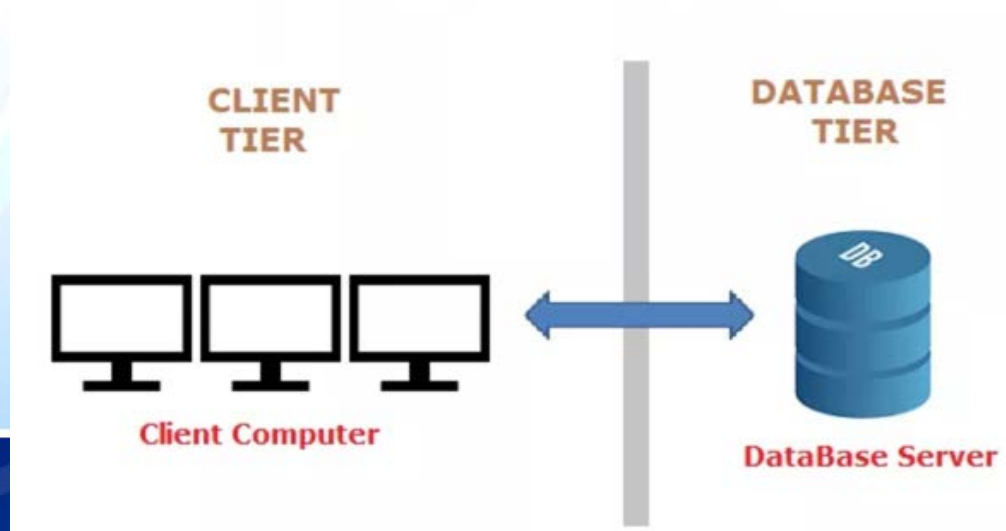 CLIENT
TIER
DATABASE
TIER
DB
Client Computer
DataBase Server